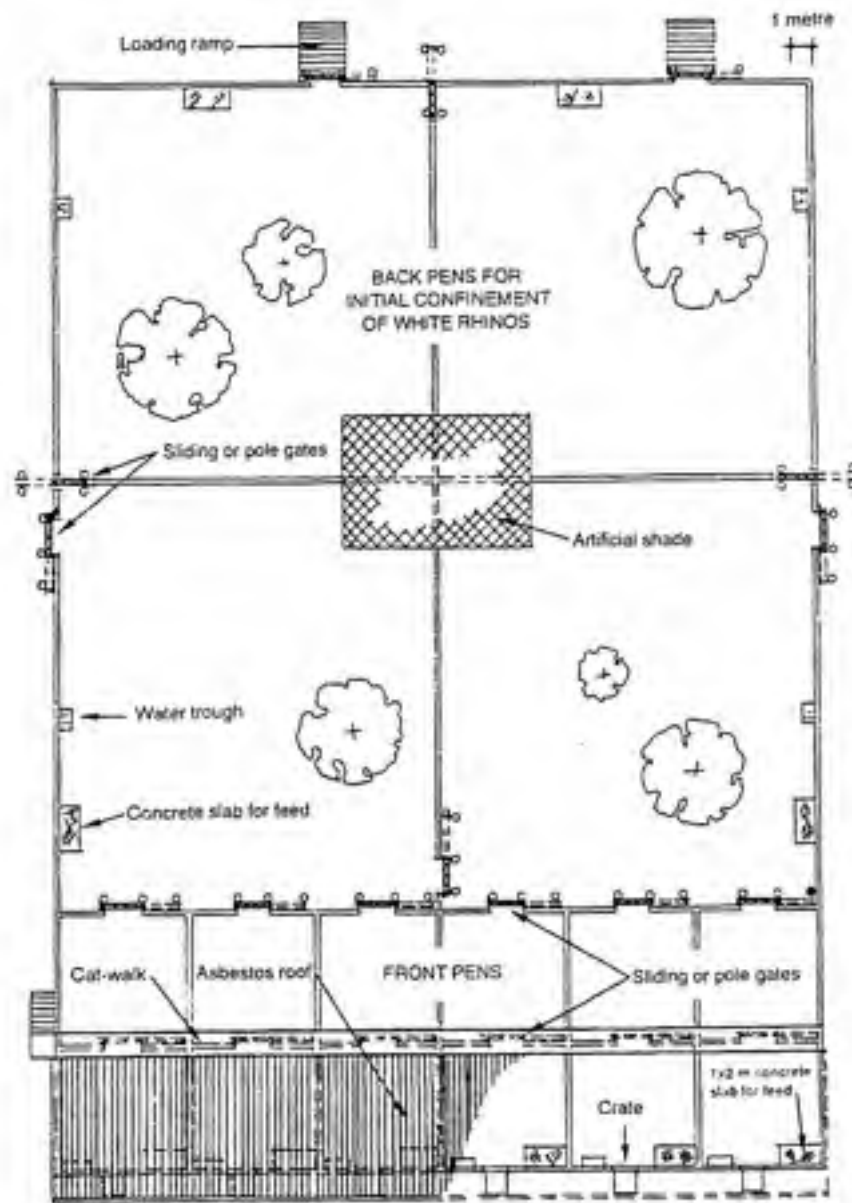 Loading ramp
1 metre
BACK PENS FOR
INITIAL CONFINEMENT
OF WHITE RHINOS
Sliding or pole gates
Artificial shade
Water trough
Concrete slab for feed
Cat-walk
Asbestos roof
FRONT PENS
Sliding or pole gates
1x2 m concrete
slab for feed
Crate